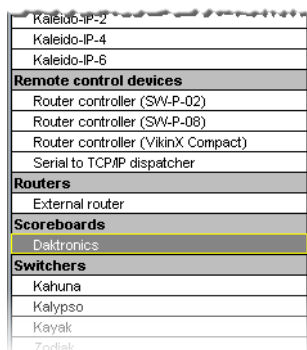 Kaleido-IP-2
Kaleido-IP-4
Kaleido-IP-6
Remote control devices
Router controller (SW-P-02)
Router controller (SW-P-08)
Router controller (VikinX Compact)
Serial to TCP/IP dispatcher
Routers
External router
Scoreboards
Daktronics
Switchers
Kahuna
Kalypso
Kayak
Zodiak